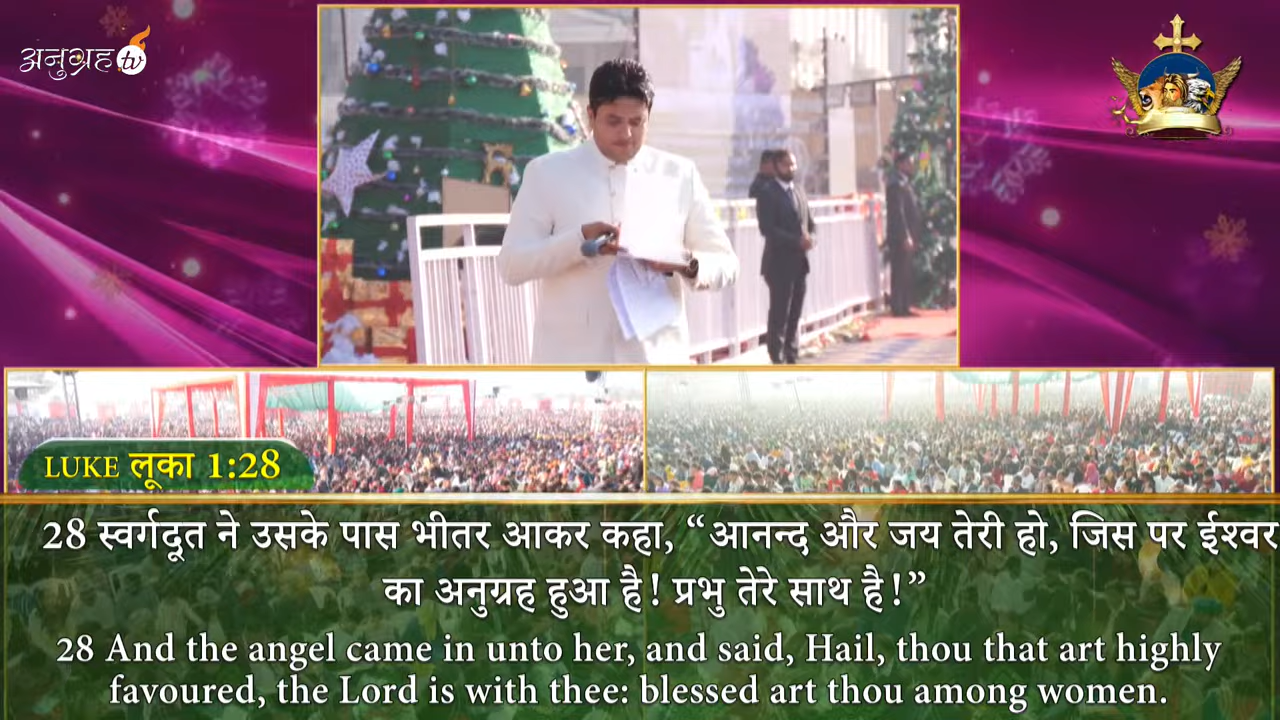 अनुग्रह tv
LUKE लूका 1:28
28 स्वर्गदूत ने उसके पास भीतर आकर कहा, “आनन्द और जय तेरी हो, जिस पर ईश्वर
का अनुग्रह हुआ है! प्रभु तेरे साथ है!”
28 And the angel came in unto her, and said, Hail, thou that art highly
favoured, the Lord is with thee: blessed art thou among women.